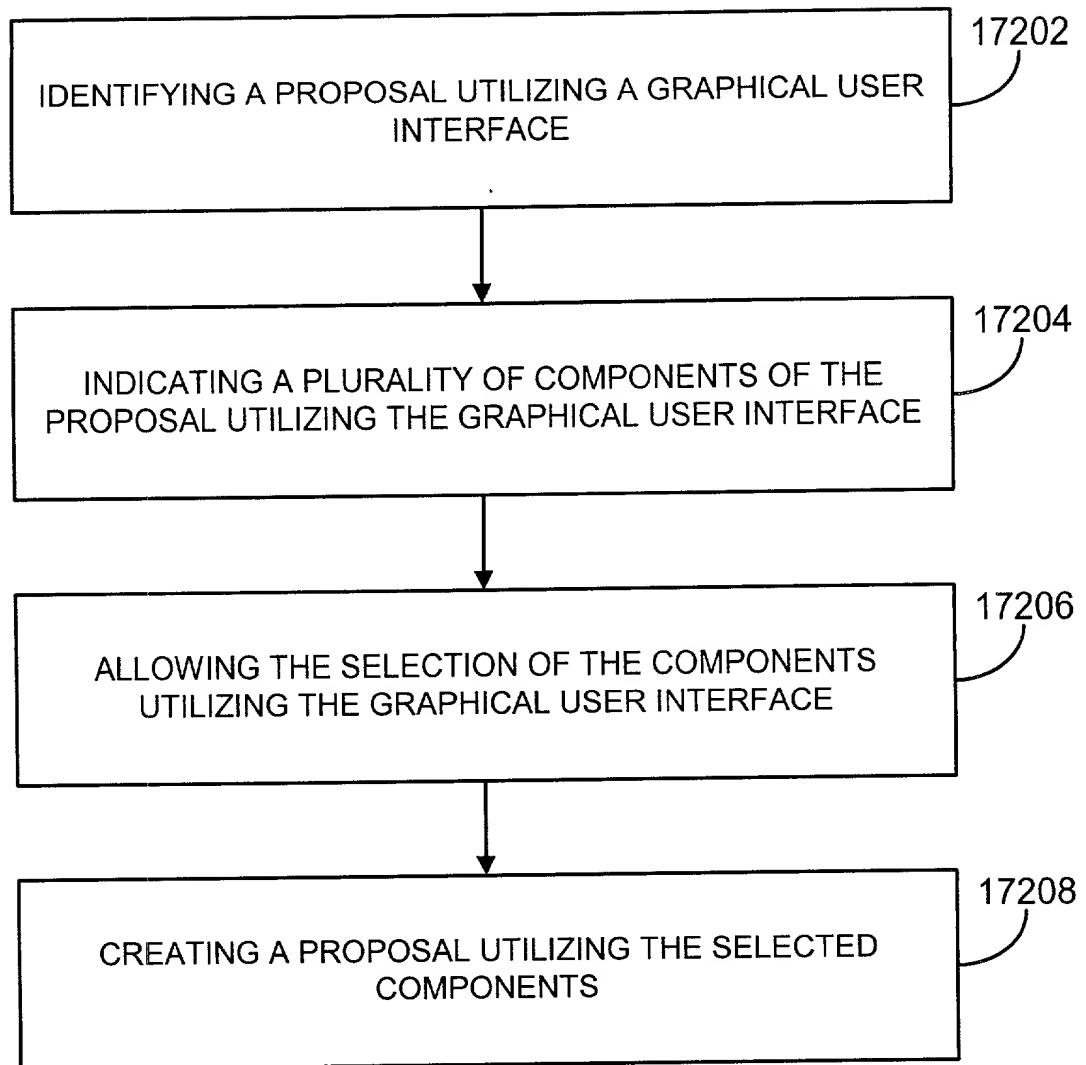 17202
IDENTIFYING A PROPOSAL UTILIZING A GRAPHICAL USER
INTERFACE
17204
INDICATING A PLURALITY OF COMPONENTS OF THE
PROPOSAL UTILIZING THE GRAPHICAL USER INTERFACE
17206
ALLOWING THE SELECTION OF THE COMPONENTS
UTILIZING THE GRAPHICAL USER INTERFACE
17208
CREATING A PROPOSAL UTILIZING THE SELECTED
COMPONENTS